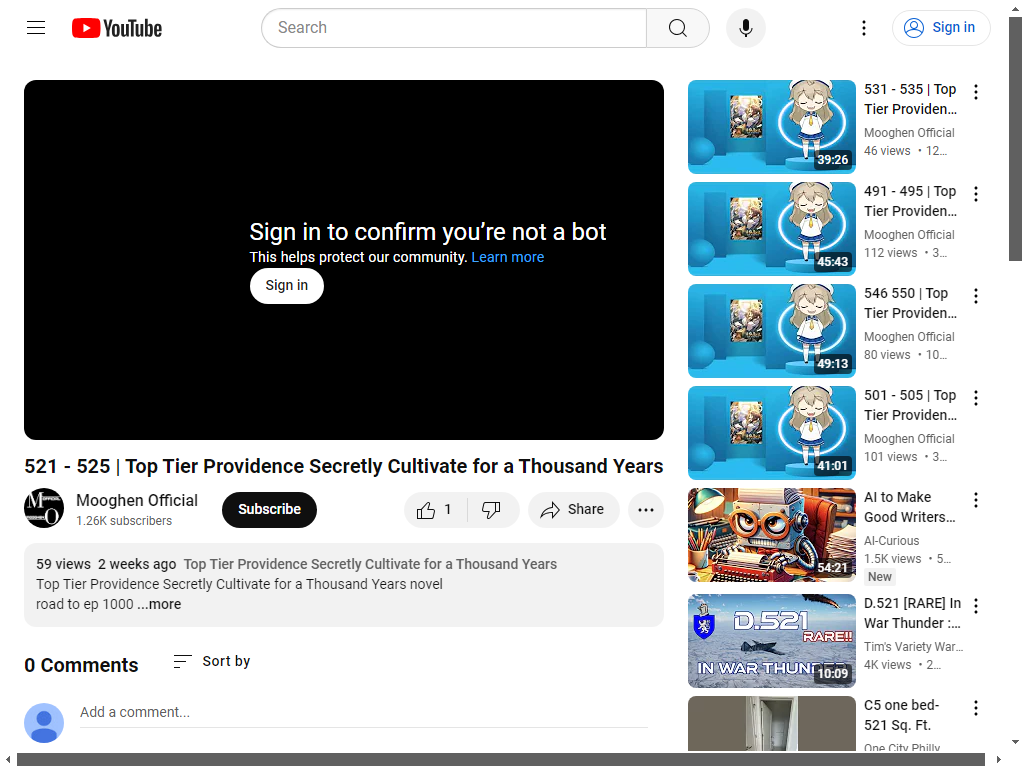 YouTube
Search
Sign in
Sign in to confirm you’re not a bot
This helps protect our community. Learn more
Sign in
521 - 525 | Top Tier Providence Secretly Cultivate for a Thousand Years
Mooghen Official
1.26K subscribers
Subscribe
1
Share
59 views 2 weeks ago Top Tier Providence Secretly Cultivate for a Thousand Years
Top Tier Providence Secretly Cultivate for a Thousand Years novel
road to ep 1000 ...more
0 Comments
Sort by
Add a comment...
39:26
531 - 535 | Top
Tier Providen...
Mooghen Official
46 views • 12...
45:43
491 - 495 | Top
Tier Providen...
Mooghen Official
112 views • 3...
49:13
546 550 | Top
Tier Providen...
Mooghen Official
80 views • 10...
41:01
501 - 505 | Top
Tier Providen...
Mooghen Official
101 views • 3...
54:21
AI to Make
Good Writers...
AI-Curious
1.5K views • 5...
New
D.521
RARE!!
IN WAR THUNDER
10:09
D.521 [RARE] In
War Thunder :...
Tim's Variety War...
4K views • 2...
C5 one bed-
521 Sq. Ft.
One City Philly